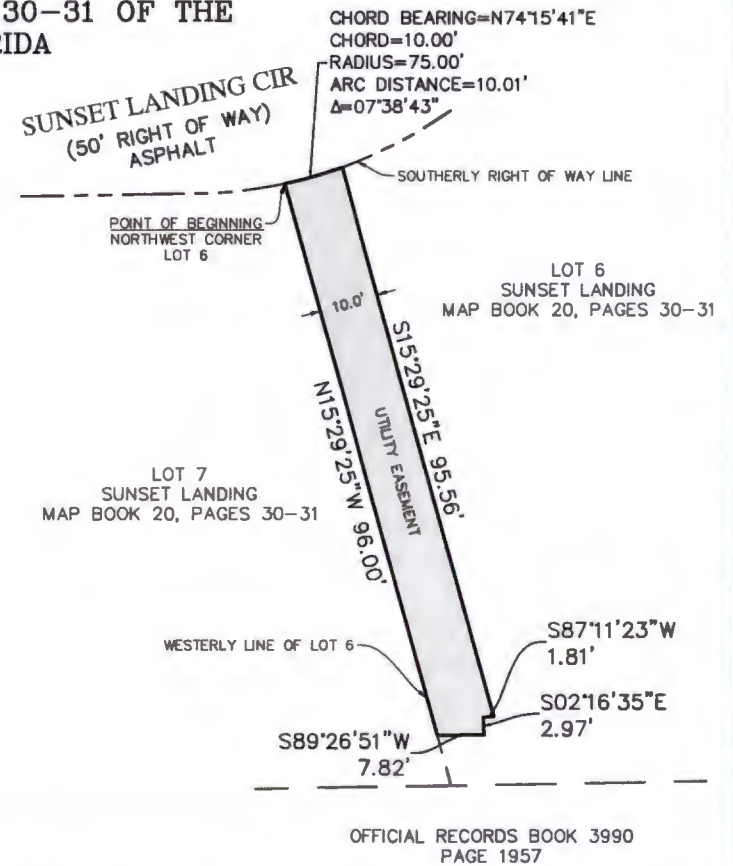 30-31 OF THE
RIDA
CHORD BEARING=N74°15'41"E
CHORD=10.00'
RADIUS=75.00'
ARC DISTANCE=10.01'
Δ=07°38'43"
SUNSET LANDING CIR
(50' RIGHT OF WAY)
ASPHALT
SOUTHERLY RIGHT OF WAY LINE
POINT OF BEGINNING
NORTHWEST CORNER
LOT 6
LOT 6
SUNSET LANDING
MAP BOOK 20, PAGES 30-31
10.0'
S15°29'25"E 95.56'
N15°29'25"W 96.00'
UTILITY EASEMENT
LOT 7
SUNSET LANDING
MAP BOOK 20, PAGES 30-31
WESTERLY LINE OF LOT 6
S87°11'23"W
1.81'
S02°16'35"E
2.97'
S89°26'51"W
7.82'
OFFICIAL RECORDS BOOK 3990
PAGE 1957